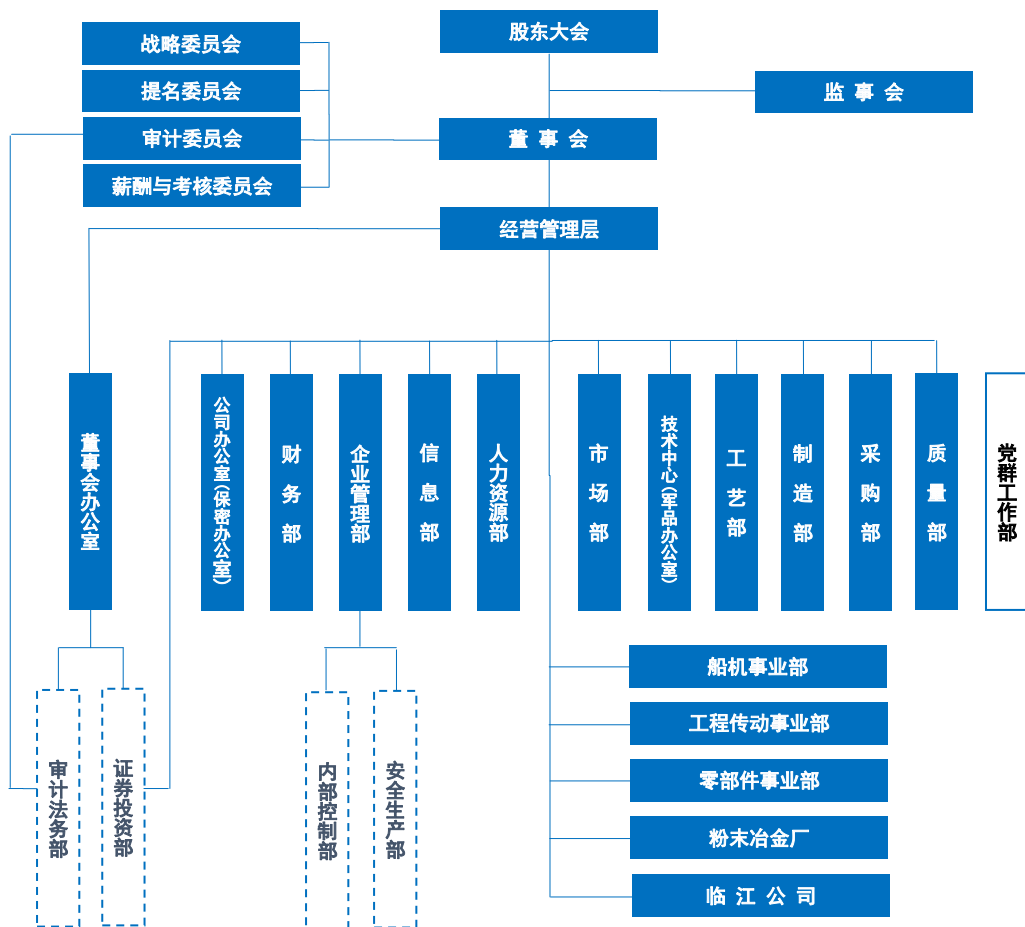 股东大会
战略委员会
提名委员会
监 事 会
审计委员会
董 事 会
薪酬与考核委员会
经营管理层
董事会办公室
公司办公室(保密办公室)
财务部
企业管理部
信息部
人力资源部
市场部
技术中心(军品办公室)
工艺部
制造部
采购部
质量部
党群工作部
船机事业部
工程传动事业部
零部件事业部
粉末冶金厂
临 江 公 司
审计法务部
证券投资部
内部控制部
安全生产部